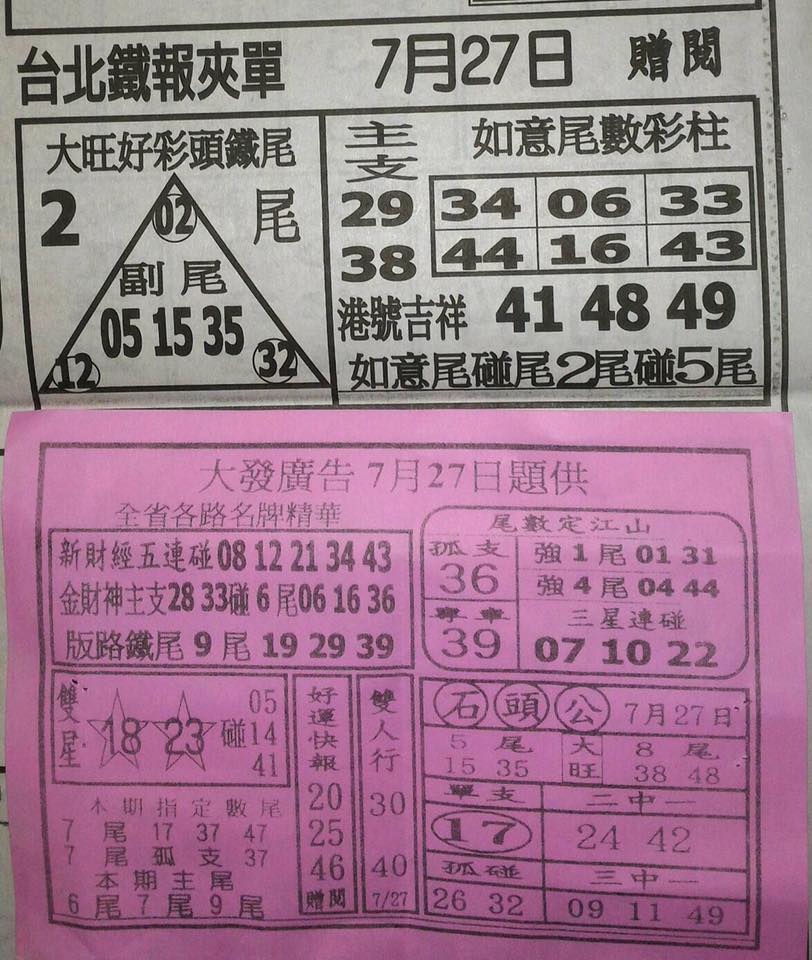 台北鐵報夾單 7月27日 贈閱
大旺好彩頭鐵尾
2 02 尾
副尾
05 15 35
12 32
主支
29
38
如意尾數彩柱
34 06 33
44 16 43
港號吉祥 41 48 49
如意尾碰尾2尾碰5尾
大發廣告7月27日題供
全省各路名牌精華
新財經五連碰 08 12 21 34 43
金財神主支 28 33碰 6 尾06 16 36
版路鐵尾 9 尾 19 29 39
尾數定江山
孤支
36
專車
39
強 1 尾 01 31
強 4 尾 04 44
三星連碰
07 10 22
雙星 18 23 碰 05 14 41
本期指定數尾
7 尾 17 37 47
7 尾 孤 支 37
本期主尾
6 尾 7 尾 9 尾
好運快報
20
25
46
贈閱
雙人行
30
40
7/27
石頭公 7月27日
5 尾 大旺 8 尾
15 35 38 48
單支 二中一
17 24 42
孤碰 三中一
26 32 09 11 49